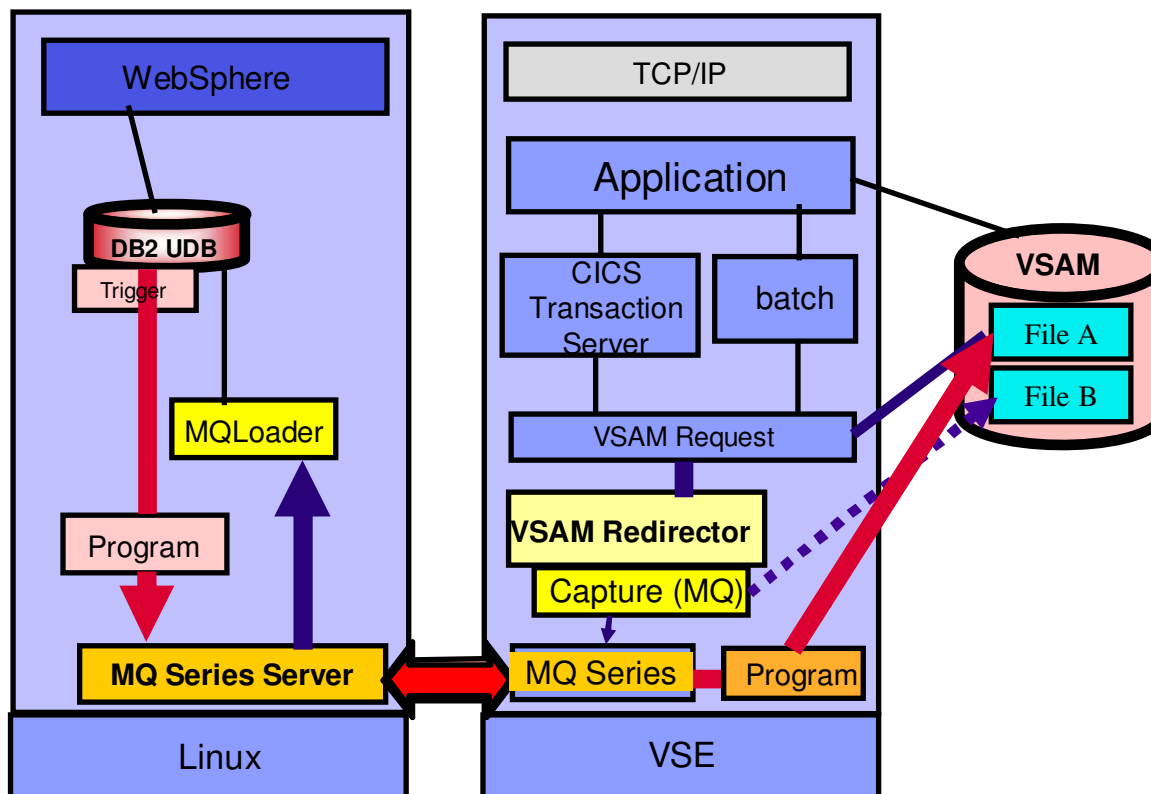 WebSphere
DB2 UDB
Trigger
MQLoader
Program
MQ Series Server
Linux
TCP/IP
Application
CICS
Transaction
Server
batch
VSAM Request
VSAM Redirector
Capture (MQ)
MQ Series
Program
VSE
VSAM
File A
File B